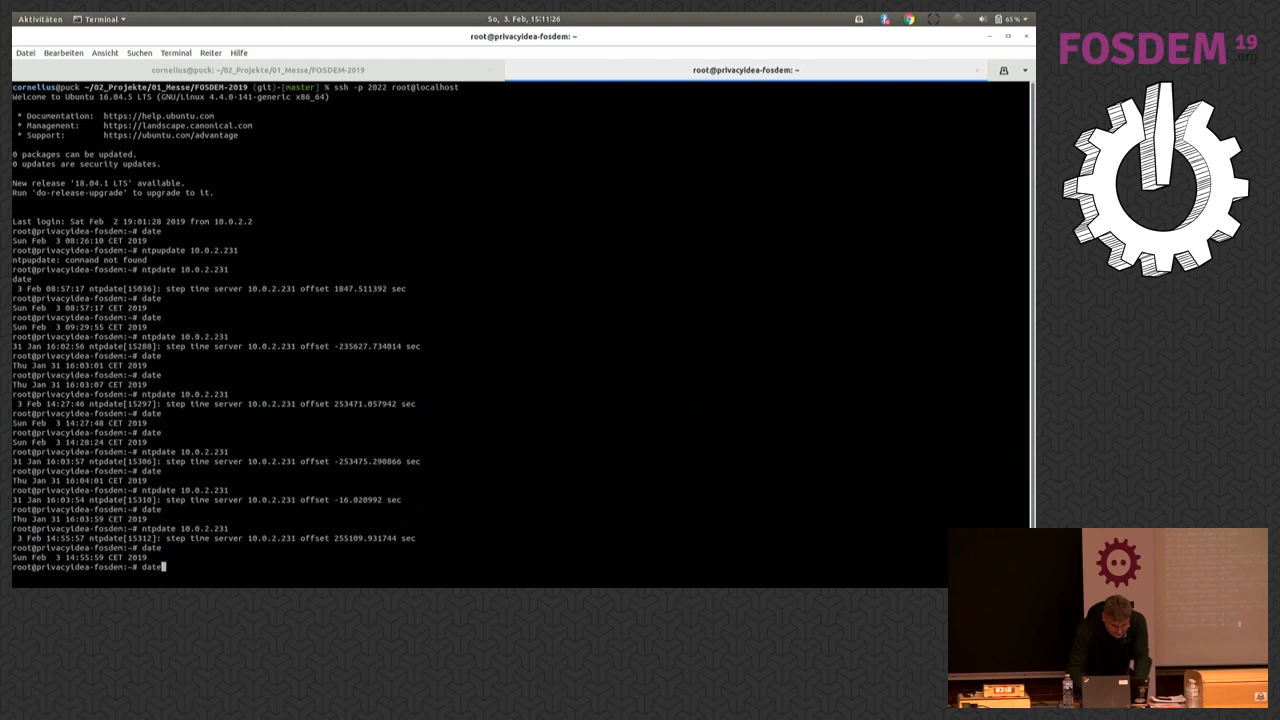 Aktivitäten Terminal So, 3. Feb, 15:11:26 65 %
root@privacyidea-fosdem: ~
Datei Bearbeiten Ansicht Suchen Terminal Reiter Hilfe
cornelius@puck: ~/02_Projekte/01_Messe/FOSDEM-2019 root@privacyidea-fosdem: ~
cornelius@puck ~/02_Projekte/01_Messe/FOSDEM-2019 (git)-[master] % ssh -p 2022 root@localhost
Welcome to Ubuntu 16.04.5 LTS (GNU/Linux 4.4.0-141-generic x86_64)
* Documentation: https://help.ubuntu.com
* Management: https://landscape.canonical.com
* Support: https://ubuntu.com/advantage
0 packages can be updated.
0 updates are security updates.
New release '18.04.1 LTS' available.
Run 'do-release-upgrade' to upgrade to it.
Last login: Sat Feb 2 19:01:28 2019 from 10.0.2.2
root@privacyidea-fosdem:~# date
Sun Feb 3 08:26:10 CET 2019
root@privacyidea-fosdem:~# ntpupdate 10.0.2.231
ntpupdate: command not found
root@privacyidea-fosdem:~# ntpdate 10.0.2.231
date
3 Feb 08:57:17 ntpdate[15036]: step time server 10.0.2.231 offset 1847.511392 sec
root@privacyidea-fosdem:~# date
Sun Feb 3 08:57:17 CET 2019
root@privacyidea-fosdem:~# date
Sun Feb 3 09:29:55 CET 2019
root@privacyidea-fosdem:~# ntpdate 10.0.2.231
31 Jan 16:02:56 ntpdate[15288]: step time server 10.0.2.231 offset -235627.734014 sec
root@privacyidea-fosdem:~# date
Thu Jan 31 16:03:01 CET 2019
root@privacyidea-fosdem:~# date
Thu Jan 31 16:03:07 CET 2019
root@privacyidea-fosdem:~# ntpdate 10.0.2.231
3 Feb 14:27:46 ntpdate[15297]: step time server 10.0.2.231 offset 253471.057942 sec
root@privacyidea-fosdem:~# date
Sun Feb 3 14:27:48 CET 2019
root@privacyidea-fosdem:~# date
Sun Feb 3 14:28:24 CET 2019
root@privacyidea-fosdem:~# ntpdate 10.0.2.231
31 Jan 16:03:57 ntpdate[15306]: step time server 10.0.2.231 offset -253475.290866 sec
root@privacyidea-fosdem:~# date
Thu Jan 31 16:04:01 CET 2019
root@privacyidea-fosdem:~# ntpdate 10.0.2.231
31 Jan 16:03:54 ntpdate[15310]: step time server 10.0.2.231 offset -16.020992 sec
root@privacyidea-fosdem:~# date
Thu Jan 31 16:03:59 CET 2019
root@privacyidea-fosdem:~# ntpdate 10.0.2.231
3 Feb 14:55:57 ntpdate[15312]: step time server 10.0.2.231 offset 255109.931744 sec
root@privacyidea-fosdem:~# date
Sun Feb 3 14:55:59 CET 2019
root@privacyidea-fosdem:~# date
FOSDEM 19
.org